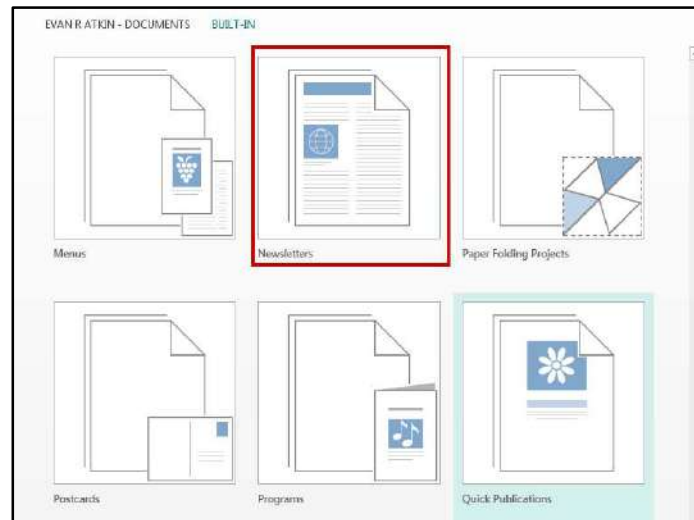 EVAN R ATKIN - DOCUMENTS BUILT-IN
Menus Newsletters Paper Folding Projects
Postcards Programs Quick Publications